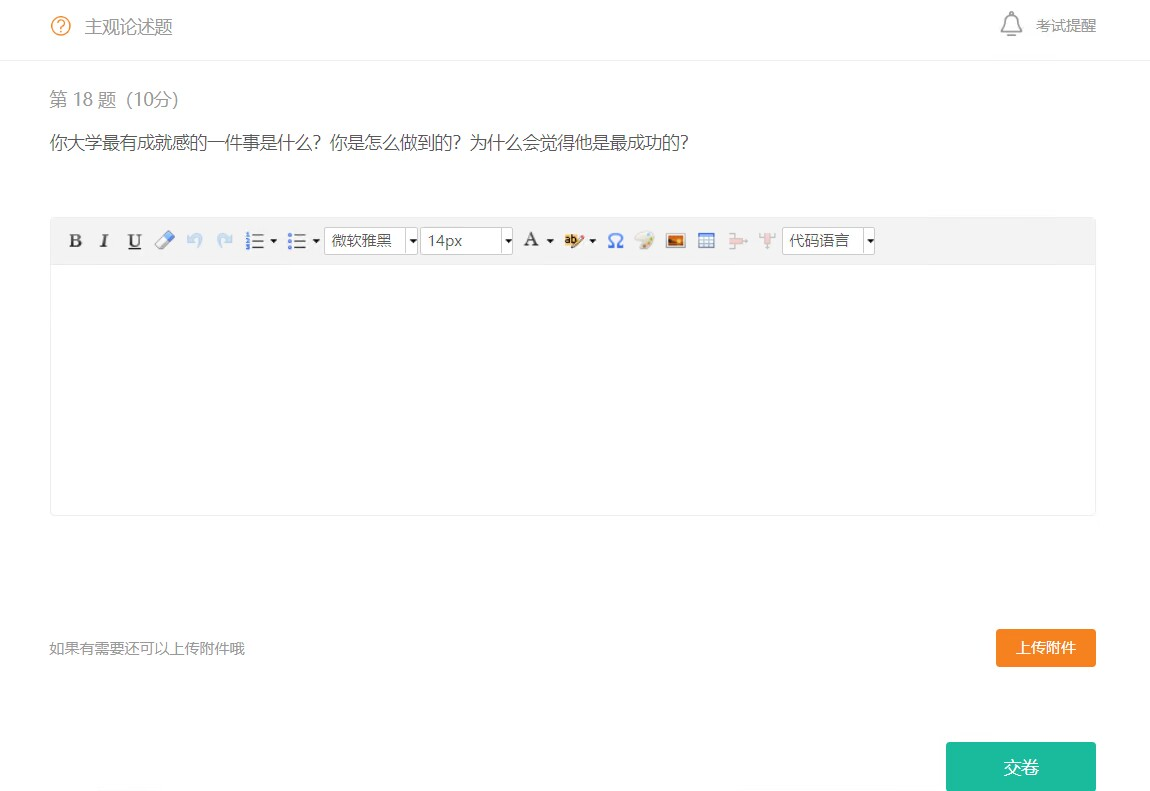 主观论述题
考试提醒
第 18 题（10分）
你大学最有成就感的一件事是什么？你是怎么做到的？为什么会觉得他是最成功的？
B I U 微软雅黑 14px A ab Ω 代码语言
如果有需要还可以上传附件哦
上传附件
交卷